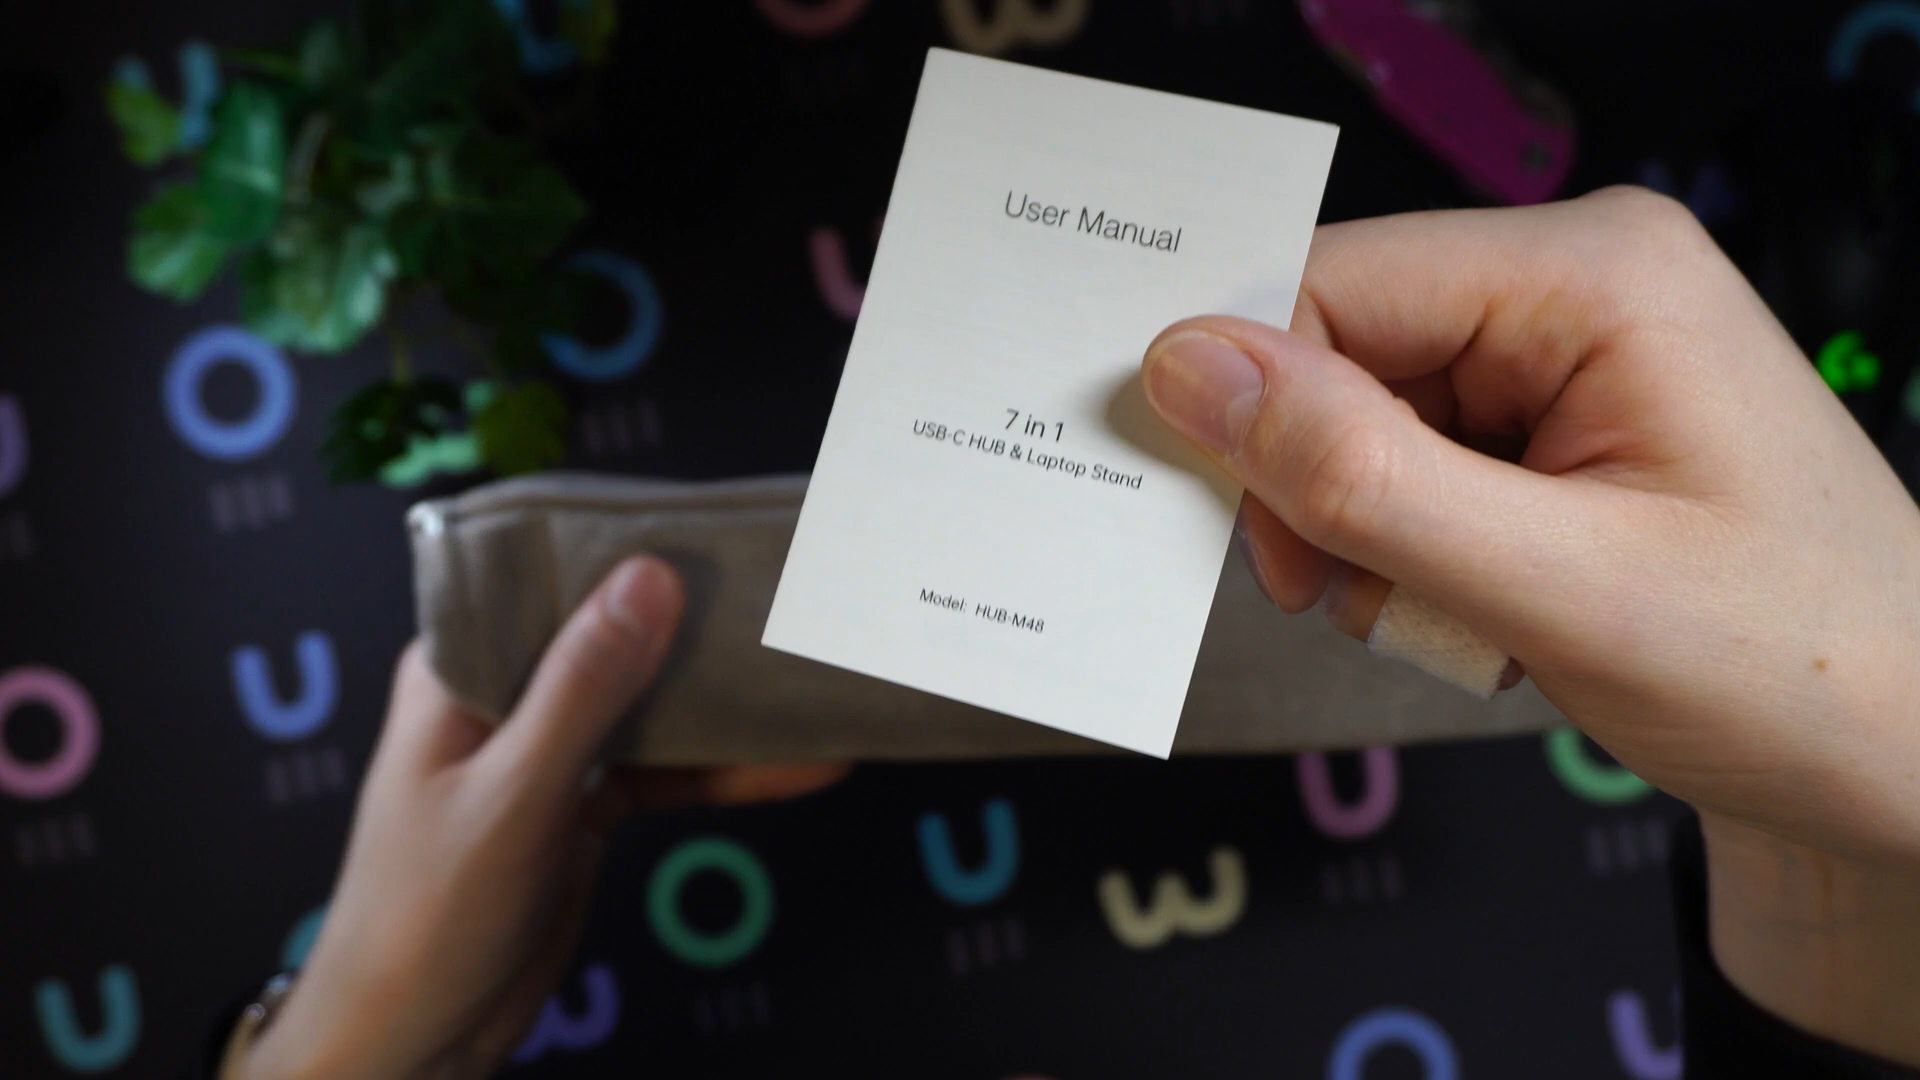 User Manual
7 in 1
USB-C HUB & Laptop Stand
Model: HUB-M48